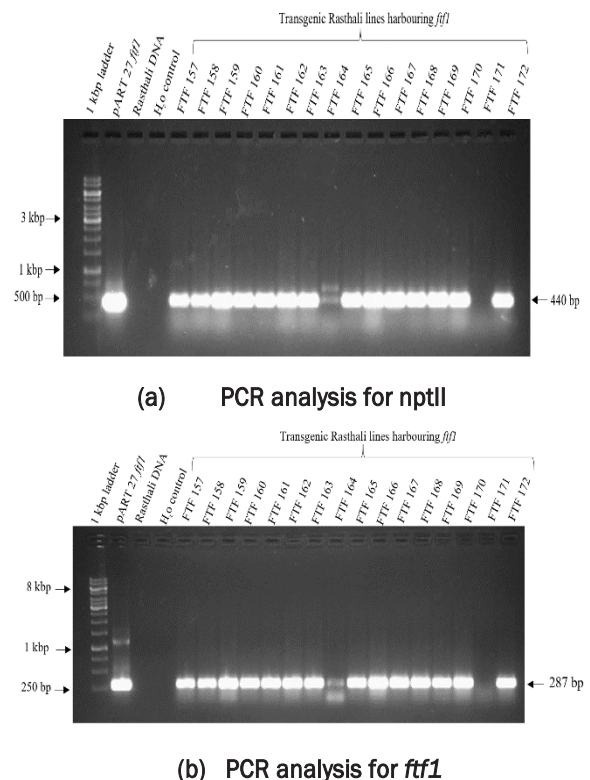 Transgenic Rasthali lines harbouring ftf1
1 kbp ladder
pART 27 ftf1
Rasthali DNA
H₂o control
FTF 157
FTF 158
FTF 159
FTF 160
FTF 161
FTF 162
FTF 163
FTF 164
FTF 165
FTF 166
FTF 167
FTF 168
FTF 169
FTF 170
FTF 171
FTF 172
3 kbp
1 kbp
500 bp
440 bp
(a) PCR analysis for nptII
Transgenic Rasthali lines harbouring ftf1
1 kbp ladder
pART 27 ftf1
Rasthali DNA
H₂o control
FTF 157
FTF 158
FTF 159
FTF 160
FTF 161
FTF 162
FTF 163
FTF 164
FTF 165
FTF 166
FTF 167
FTF 168
FTF 169
FTF 170
FTF 171
FTF 172
8 kbp
1 kbp
250 bp
287 bp
(b) PCR analysis for ftf1